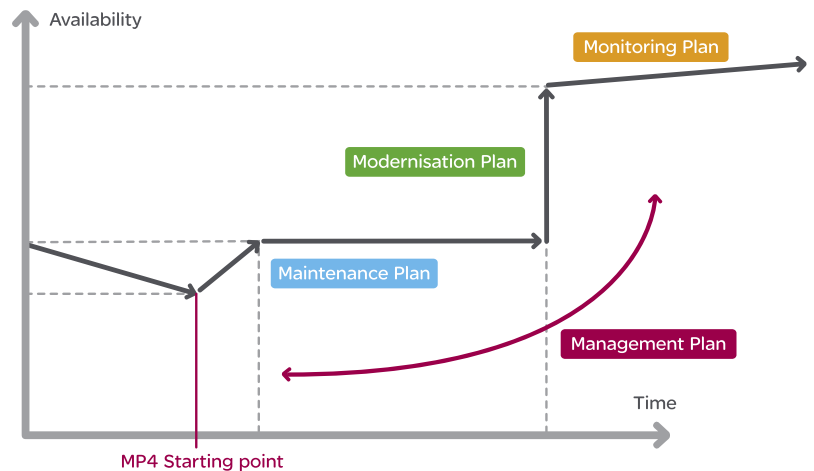 Availability
Monitoring Plan
Modernisation Plan
Maintenance Plan
Management Plan
Time
MP4 Starting point